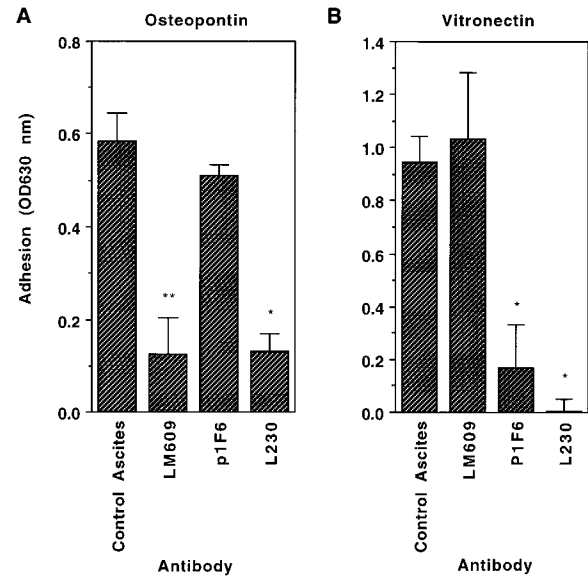 A
Osteopontin
Adhesion (OD630 nm)
0.8
0.6
0.4
0.2
0.0
**
*
Control Ascites
LM609
p1F6
L230
Antibody
B
Vitronectin
1.4
1.2
1.0
0.8
0.6
0.4
0.2
0.0
*
*
Control Ascites
LM609
P1F6
L230
Antibody